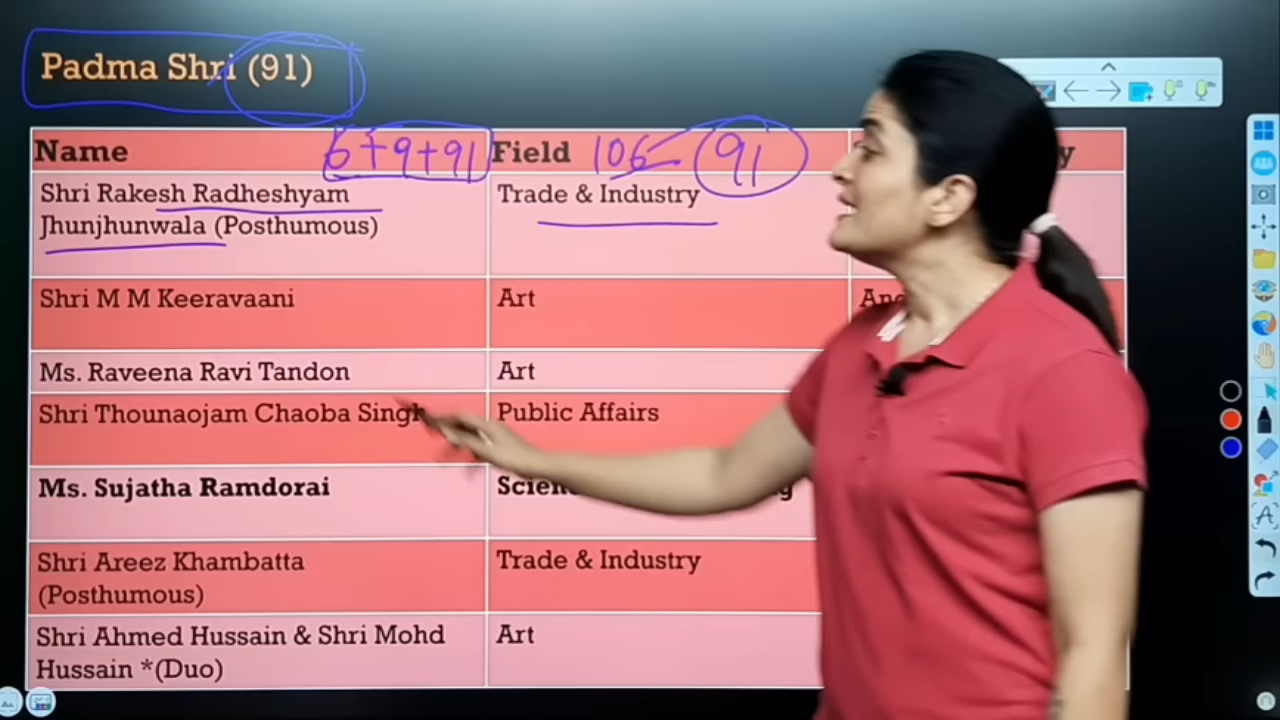 Padma Shri (91)
Name 6+9+91 Field 106 91 y
Shri Rakesh Radheshyam Trade & Industry
Jhunjhunwala (Posthumous)
Shri M M Keeravaani Art
Ms. Raveena Ravi Tandon Art
Shri Thounaojam Chaoba Singh Public Affairs
Ms. Sujatha Ramdorai
Shri Areez Khambatta Trade & Industry
(Posthumous)
Shri Ahmed Hussain & Shri Mohd Art
Hussain *(Duo)